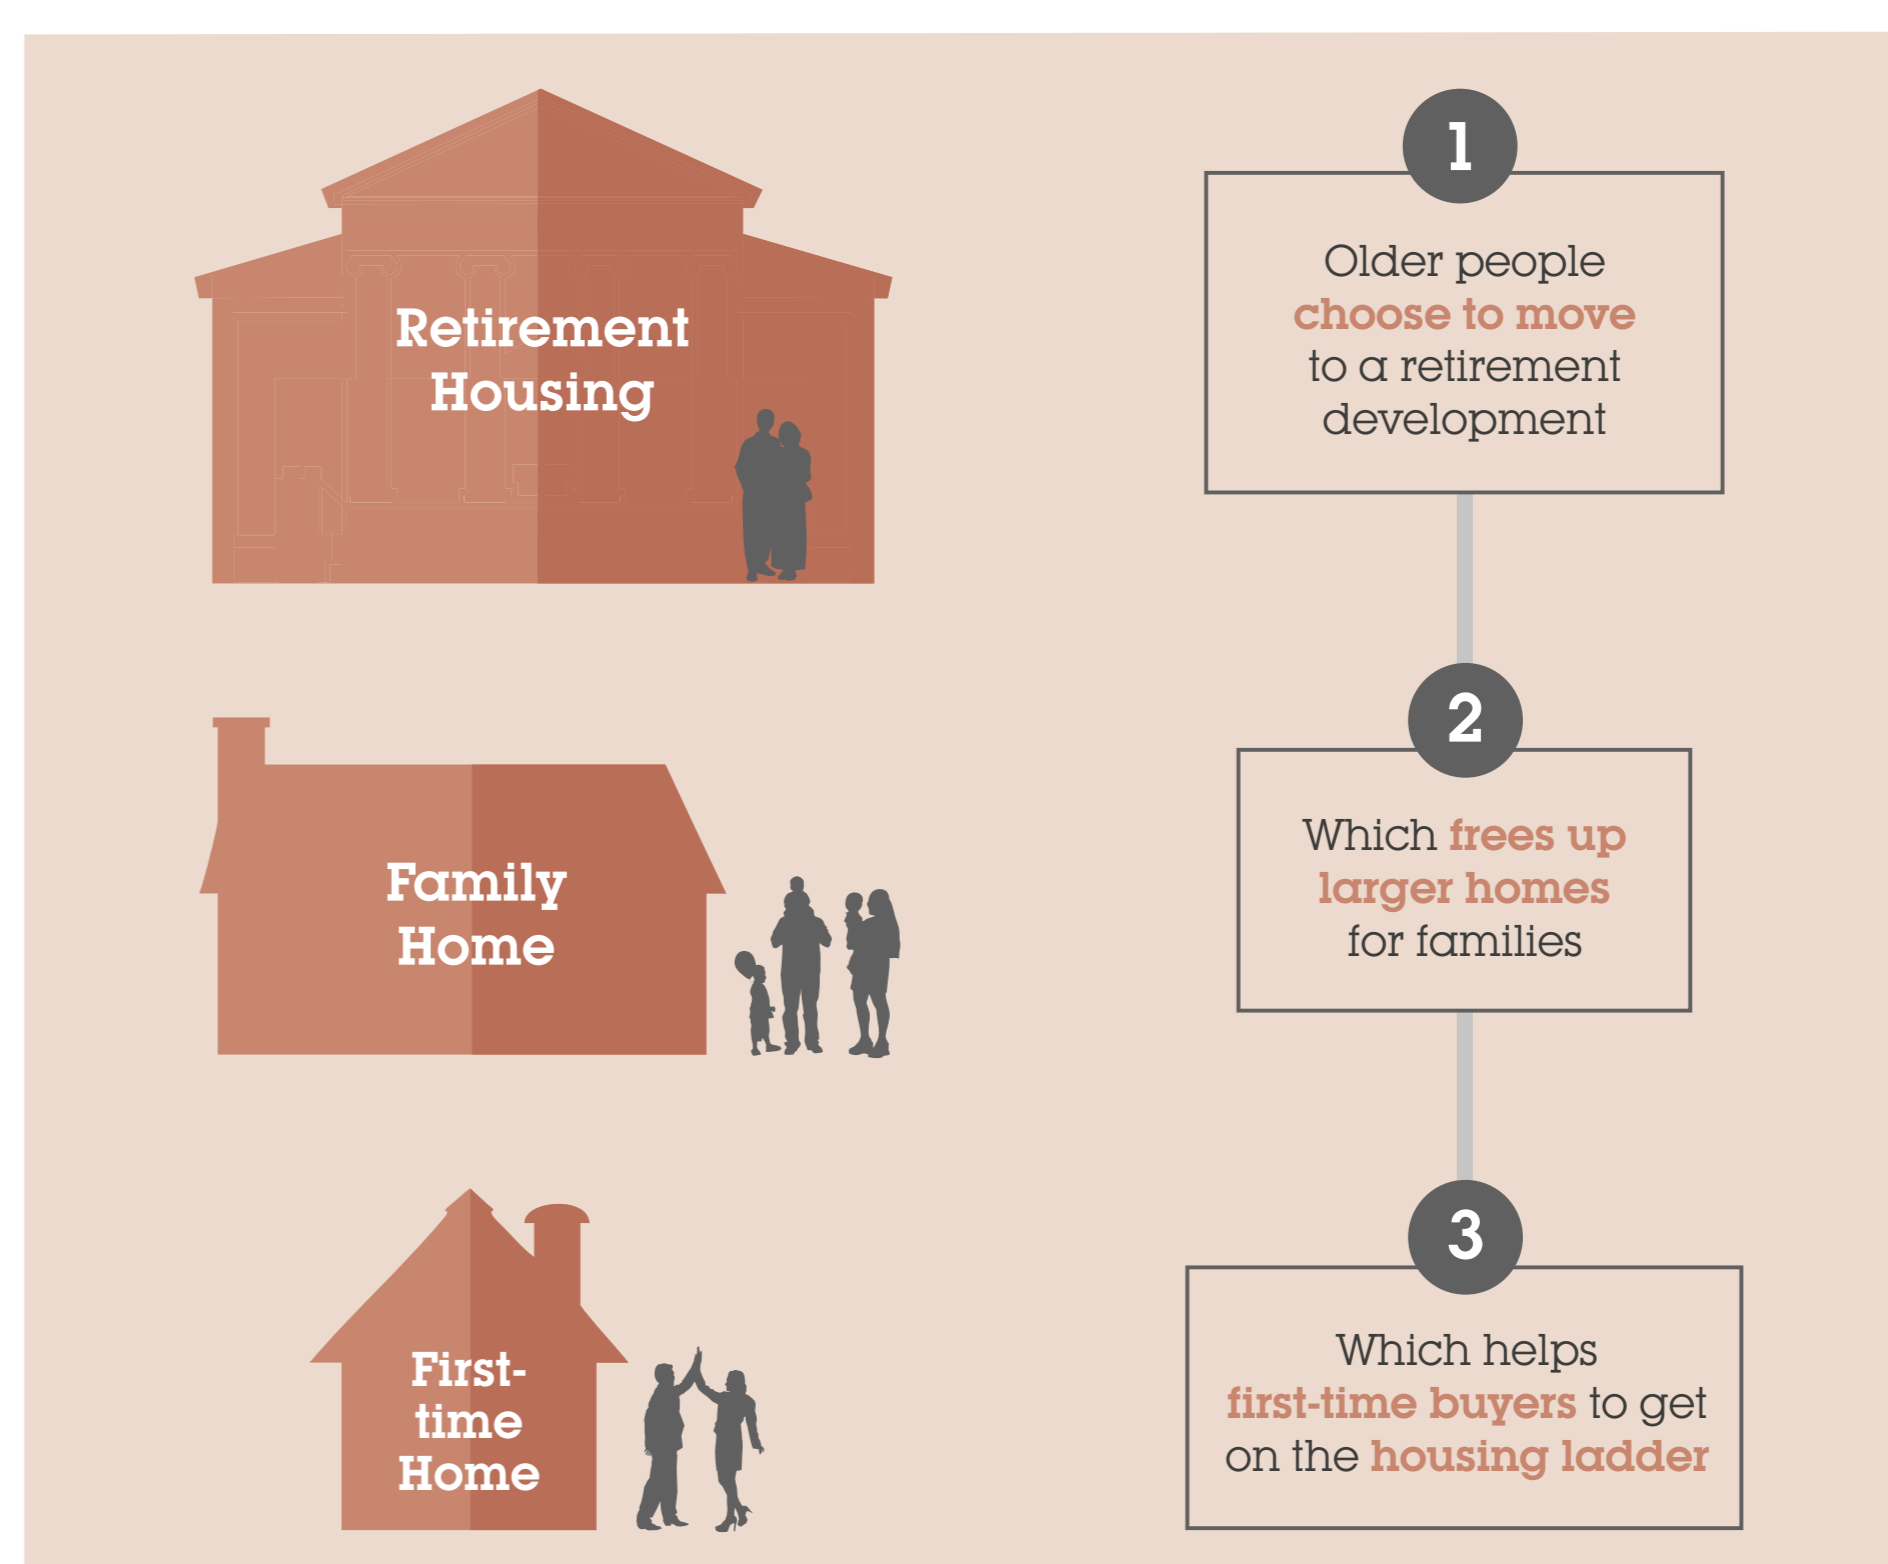 Retirement
Housing
1
Older people
choose to move
to a retirement
development
Family
Home
2
Which frees up
larger homes
for families
First-
time
Home
3
Which helps
first-time buyers to get
on the housing ladder